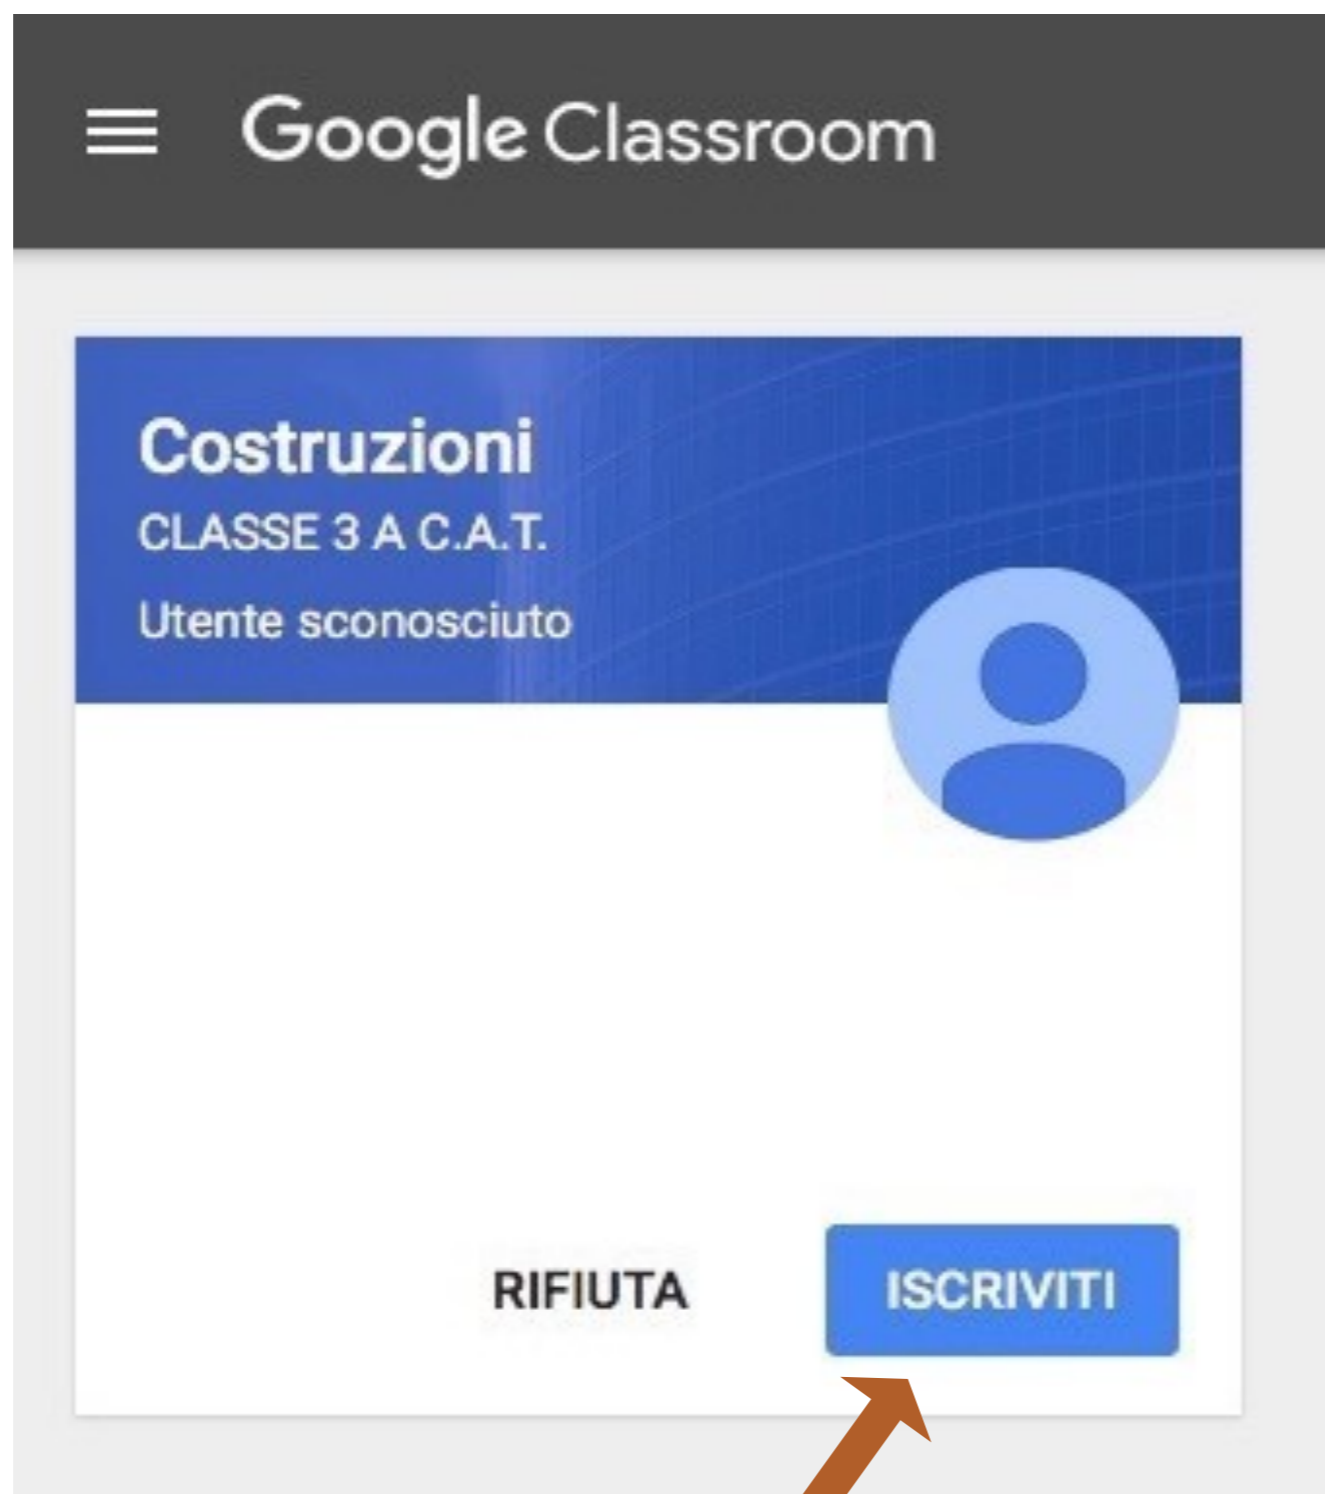 Google Classroom
Costruzioni
CLASSE 3 A C.A.T.
Utente sconosciuto
RIFIUTA
ISCRIVITI